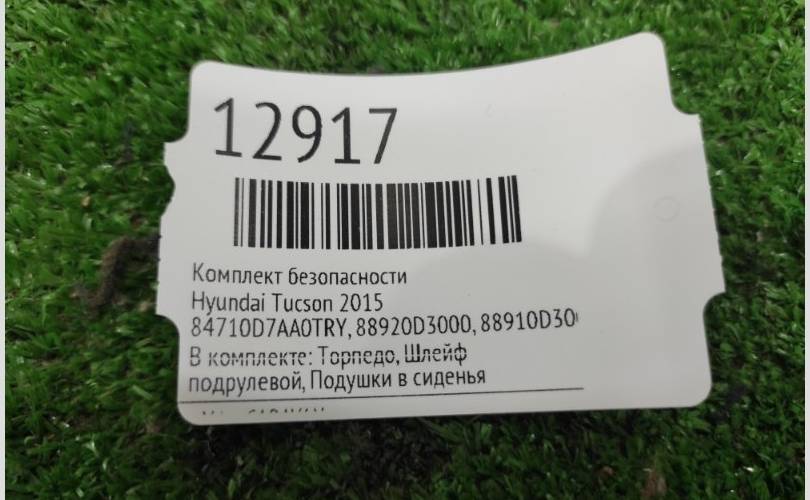 12917
Комплект безопасности
Hyundai Tucson 2015
84710D7AA0TRY, 88920D3000, 88910D30
В комплекте: Торпедо, Шлейф
подрулевой, Подушки в сиденья